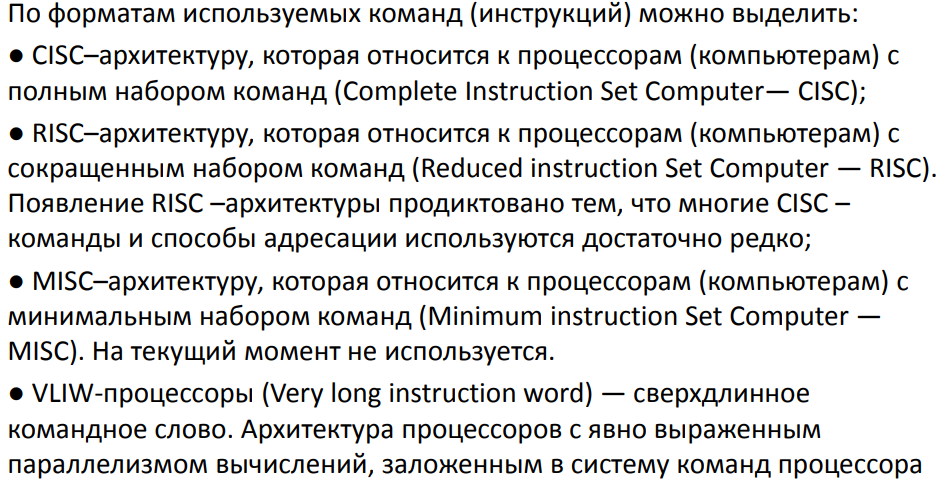 По форматам используемых команд (инструкций) можно выделить:
● CISC–архитектуру, которая относится к процессорам (компьютерам) с
полным набором команд (Complete Instruction Set Computer— CISC);
● RISC–архитектуру, которая относится к процессорам (компьютерам) с
сокращенным набором команд (Reduced instruction Set Computer — RISC).
Появление RISC –архитектуры продиктовано тем, что многие CISC –
команды и способы адресации используются достаточно редко;
● MISC–архитектуру, которая относится к процессорам (компьютерам) с
минимальным набором команд (Minimum instruction Set Computer —
MISC). На текущий момент не используется.
● VLIW-процессоры (Very long instruction word) — сверхдлинное
командное слово. Архитектура процессоров с явно выраженным
параллелизмом вычислений, заложенным в систему команд процессора